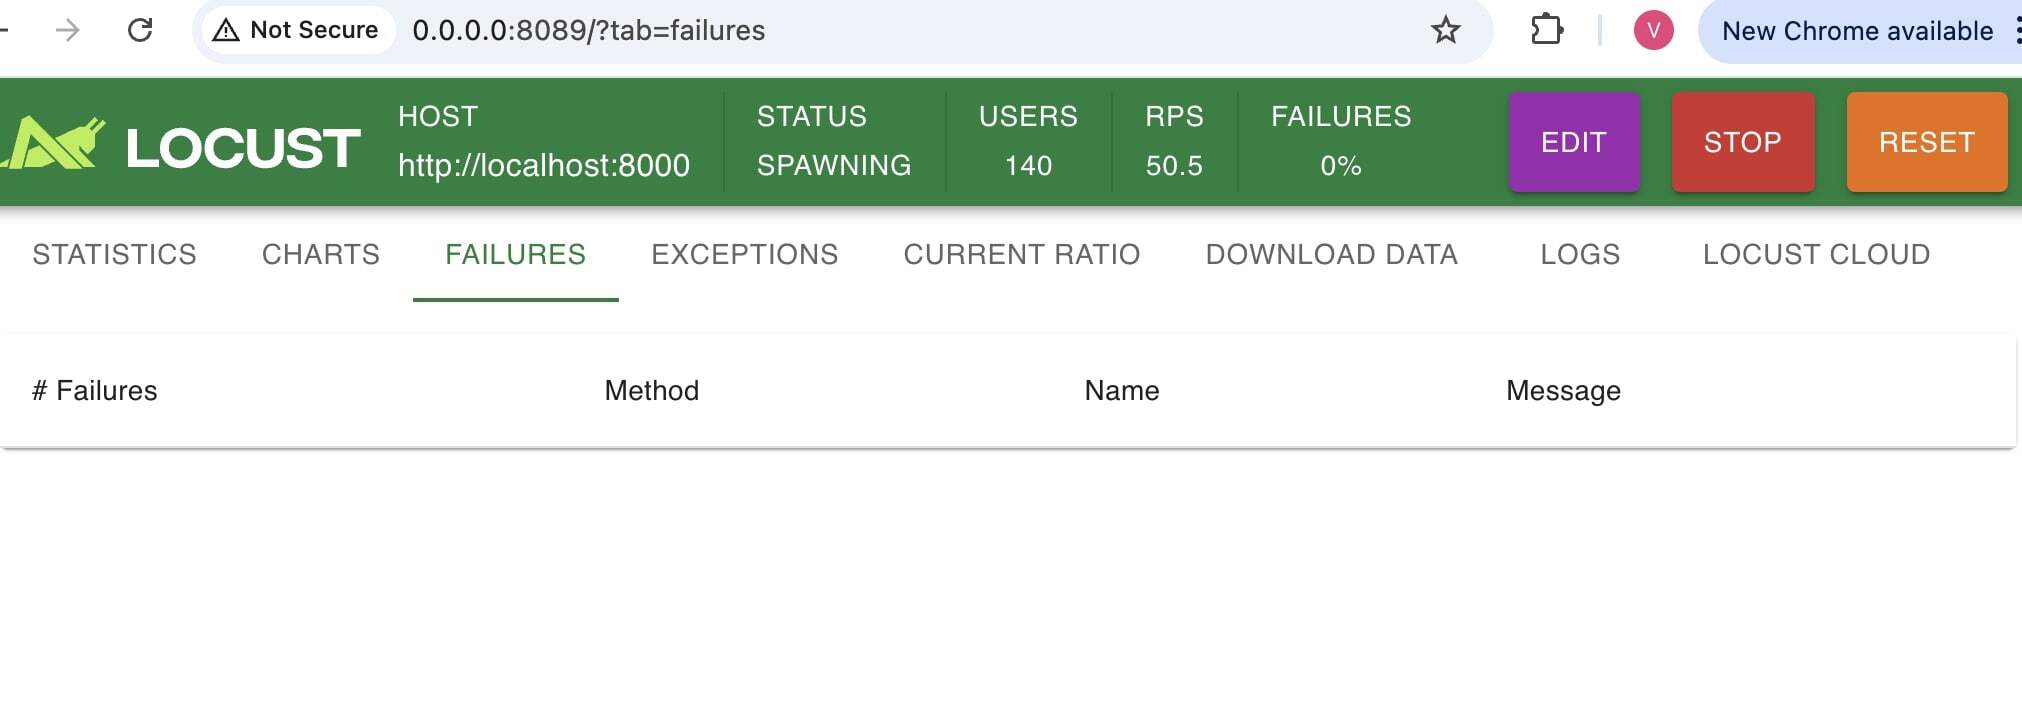 Not Secure 0.0.0.0:8089/?tab=failures V New Chrome available
LOCUST
HOST STATUS USERS RPS FAILURES
http://localhost:8000 SPAWNING 140 50.5 0%
EDIT STOP RESET
STATISTICS CHARTS FAILURES EXCEPTIONS CURRENT RATIO DOWNLOAD DATA LOGS LOCUST CLOUD
# Failures Method Name Message